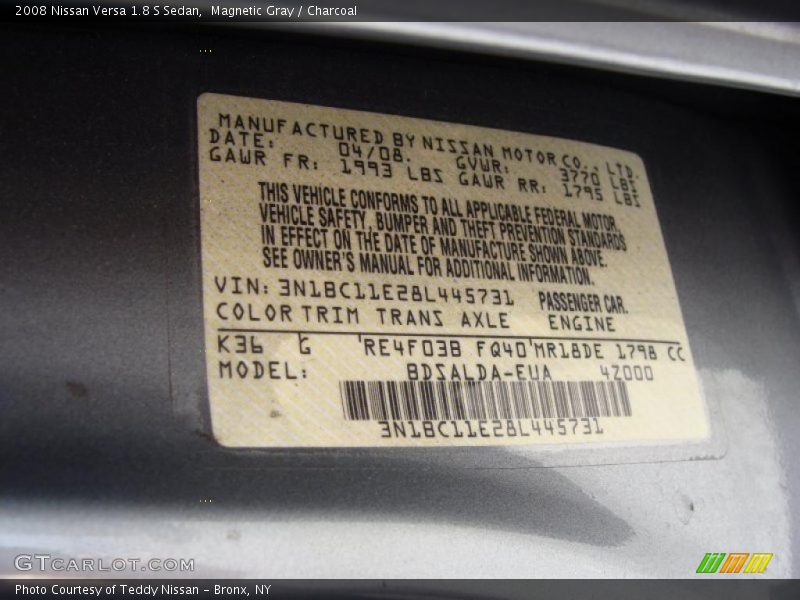 2008 Nissan Versa 1.8 S Sedan,  Magnetic Gray / Charcoal
MANUFACTURED BY NISSAN MOTOR CO., LTD.
DATE: 04/08. GVWR: 3770 LBS
GAWR FR: 1993 LBS GAWR RR: 1795 LBS
THIS VEHICLE CONFORMS TO ALL APPLICABLE FEDERAL MOTOR
VEHICLE SAFETY, BUMPER AND THEFT PREVENTION STANDARDS
IN EFFECT ON THE DATE OF MANUFACTURE SHOWN ABOVE.
SEE OWNER'S MANUAL FOR ADDITIONAL INFORMATION.
VIN: 3N1BC11E28L445731 PASSENGER CAR.
COLOR TRIM TRANS AXLE ENGINE
K36 G RE4F03B FQ40 MR18DE 1798 CC
MODEL: BDSALDA-EUA 4Z000
3N1BC11E28L445731
GTCARLOT.COM
Photo Courtesy of Teddy Nissan – Bronx, NY